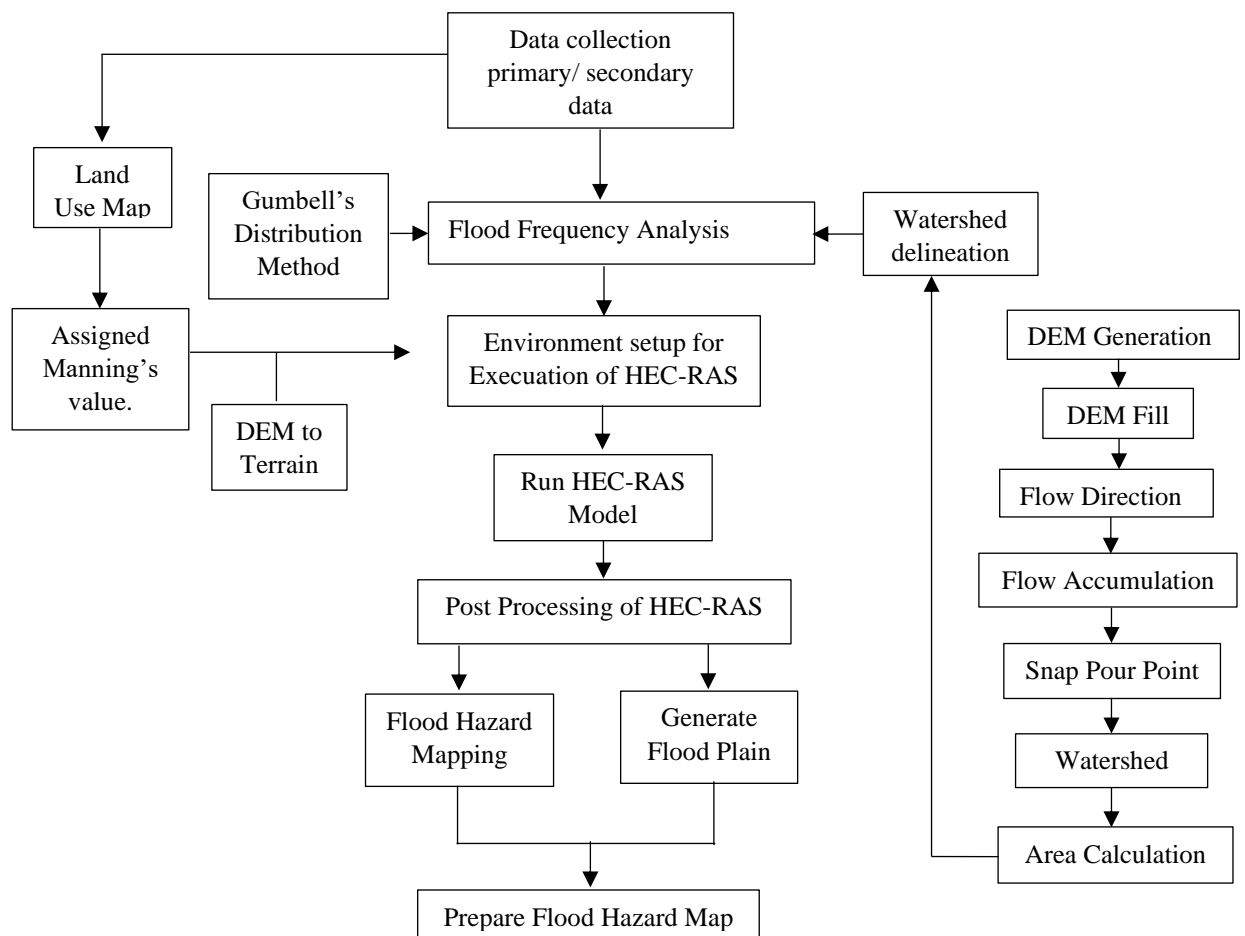 Data collection
primary/ secondary
data
Land
Use Map
Gumbell’s
Distribution
Method
Flood Frequency Analysis
Watershed
delineation
Assigned
Manning’s
value.
Environment setup for
Execuation of HEC-RAS
DEM Generation
DEM to
Terrain
DEM Fill
Run HEC-RAS
Model
Flow Direction
Post Processing of HEC-RAS
Flow Accumulation
Flood Hazard
Mapping
Generate
Flood Plain
Snap Pour Point
Watershed
Area Calculation
Prepare Flood Hazard Map